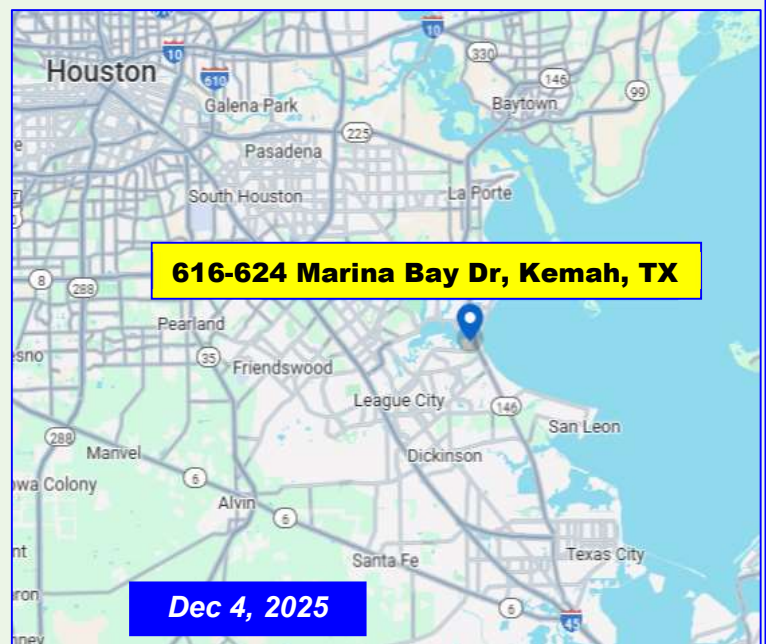 10
10
Houston
610
330
146
99
Galena Park
Baytown
225
Pasadena
La Porte
South Houston
616-624 Marina Bay Dr, Kemah, TX
8
288
Pearland
35
Friendswood
League City
146
San Leon
288
Manvel
Dickinson
6
Alvin
6
Santa Fe
Texas City
Dec 4, 2025
6
45